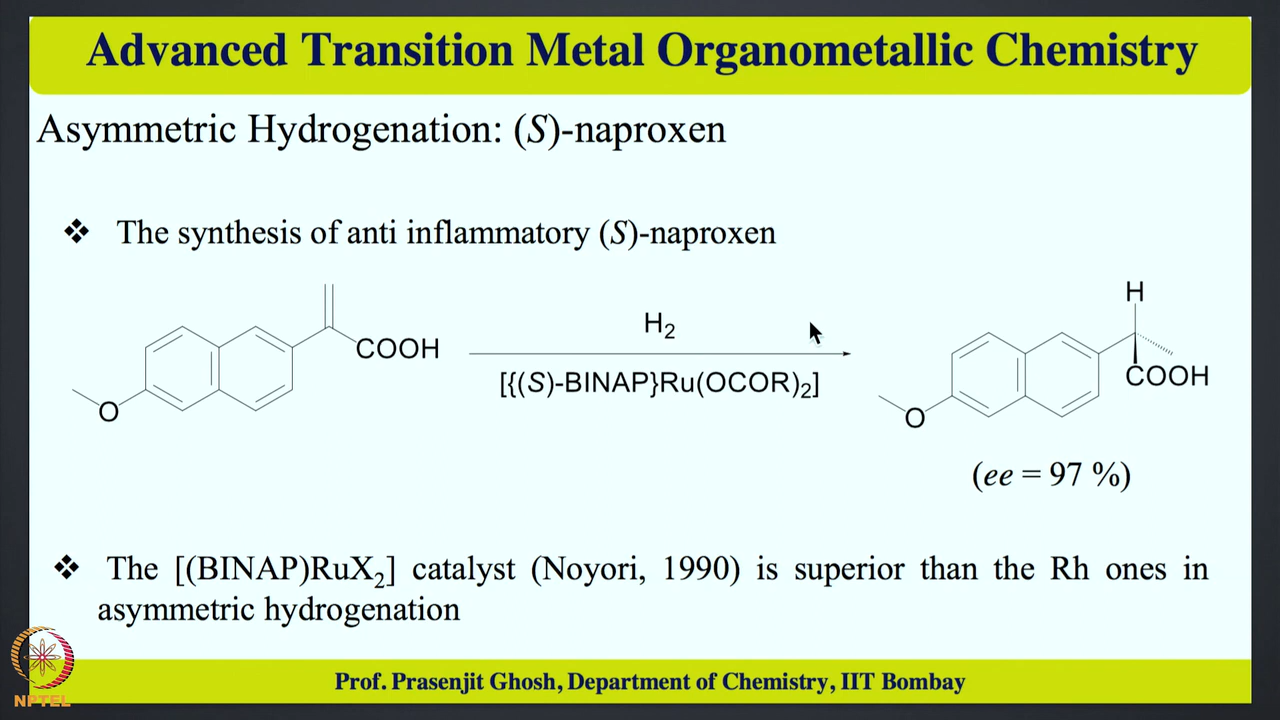 Advanced Transition Metal Organometallic Chemistry
Asymmetric Hydrogenation: (S)-naproxen
❖ The synthesis of anti inflammatory (S)-naproxen
COOH
O
H₂
[{(S)-BINAP}Ru(OCOR)₂]
H
COOH
O
(ee = 97 %)
❖ The [(BINAP)RuX₂] catalyst (Noyori, 1990) is superior than the Rh ones in
asymmetric hydrogenation
NPTEL
Prof. Prasenjit Ghosh, Department of Chemistry, IIT Bombay